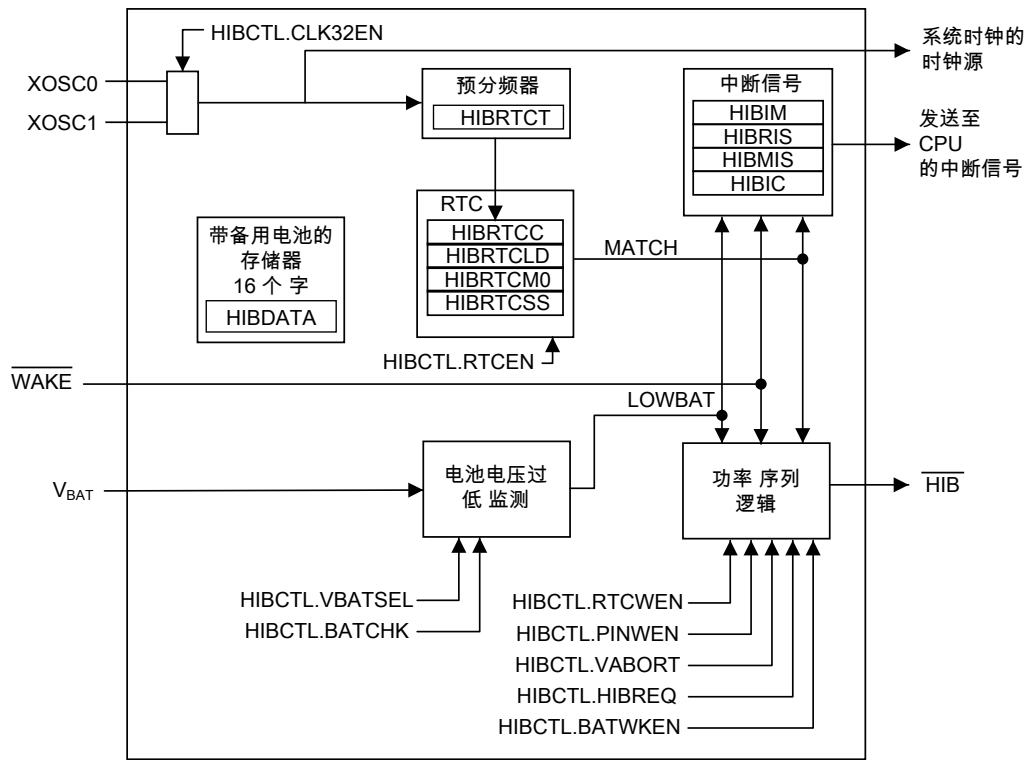 HIBCTL.CLK32EN
XOSC0
XOSC1
预分频器
HIBRTCT
中断信号
HIBIM
HIBRIS
HIBMIS
HIBIC
系统时钟的
时钟源
发送至
CPU
的中断信号
带备用电池的
存储器
16 个 字
HIBDATA
RTC
HIBRTCC
HIBRTCLD
HIBRTCM0
HIBRTCSS
MATCH
HIBCTL.RTCEN
WAKE
LOWBAT
VBAT
电池电压过
低 监测
功率 序列
逻辑
HIB
HIBCTL.VBATSEL
HIBCTL.BATCHK
HIBCTL.RTCWEN
HIBCTL.PINWEN
HIBCTL.VABORT
HIBCTL.HIBREQ
HIBCTL.BATWKEN